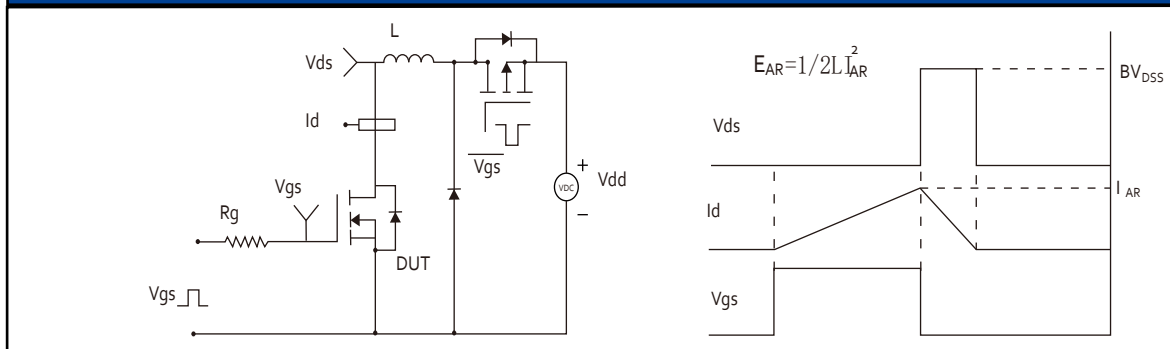 L
Vds
Id
Vgs
Vgs
Rg
DUT
Vgs
VDC
+
Vdd
−
E_AR=1/2LI²_AR
BV_DSS
Vds
I_AR
Id
Vgs